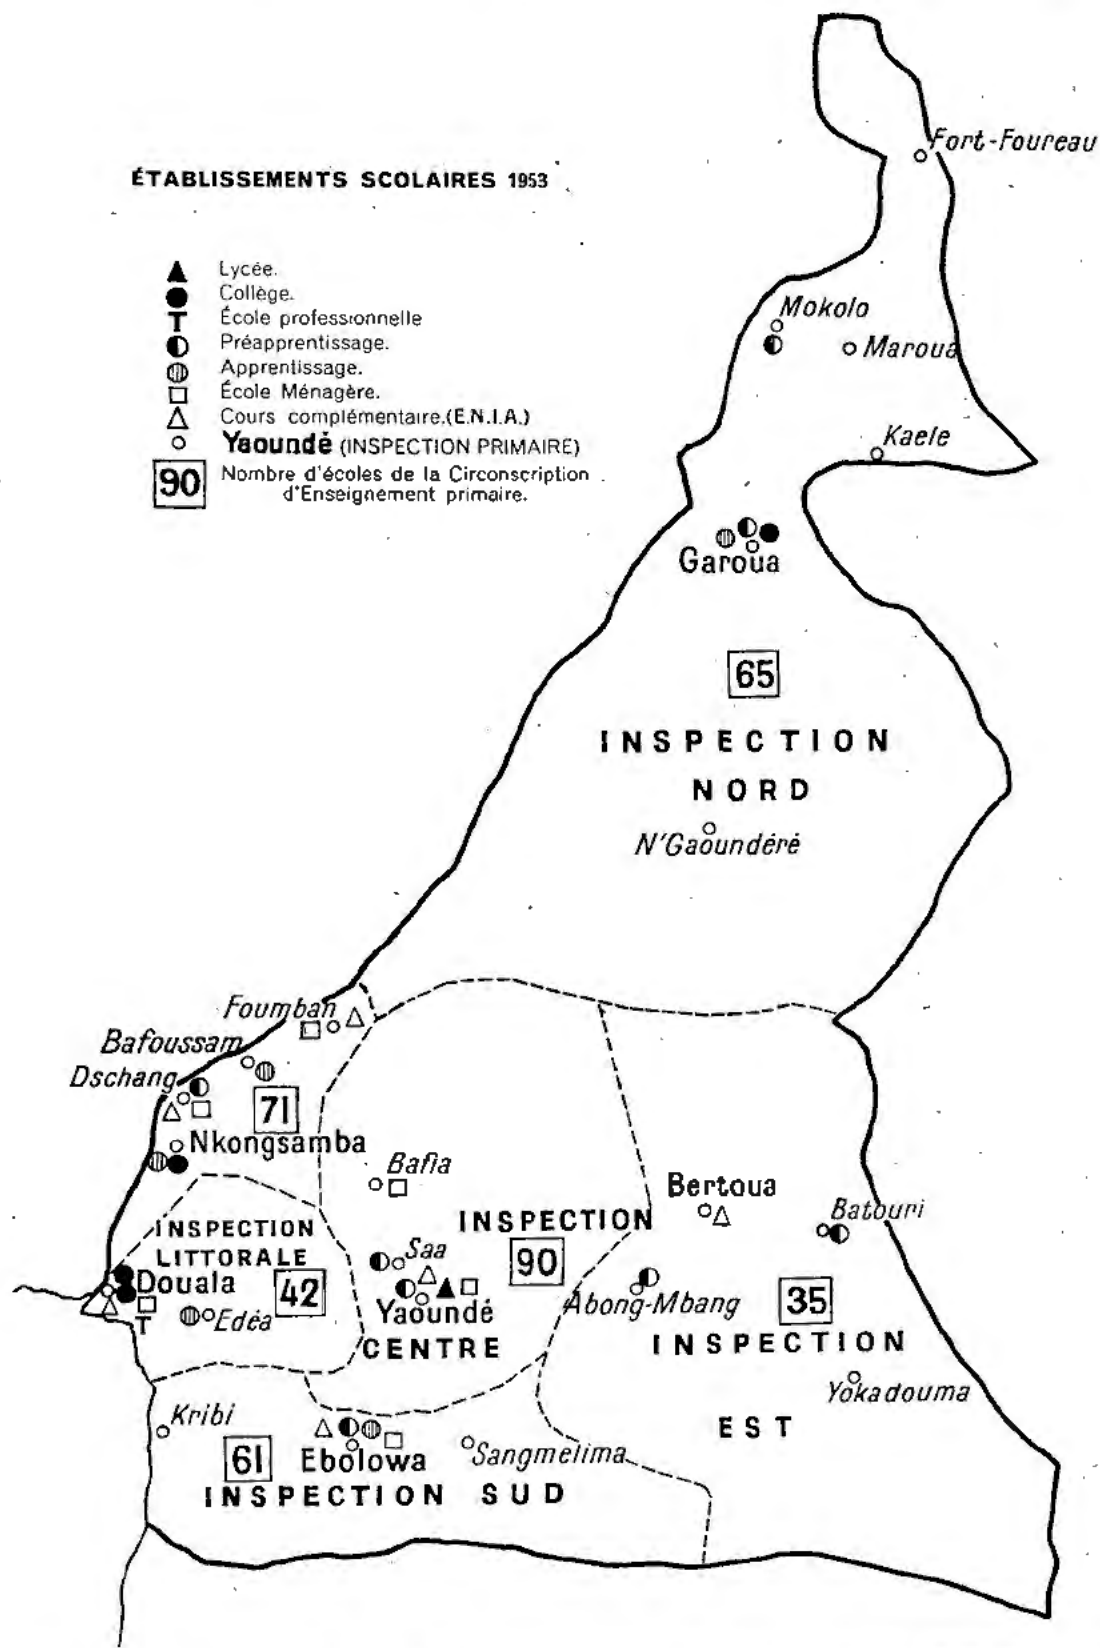 ÉTABLISSEMENTS SCOLAIRES 1953
Lycée.
Collège.
T École professionnelle
Préapprentissage.
Apprentissage.
École Ménagère.
Cours complémentaire.(E.N.I.A.)
Yaoundé (INSPECTION PRIMAIRE)
90 Nombre d'écoles de la Circonscription
d'Enseignement primaire.
Fort-Foureau
Mokolo
Maroua
Kaele
Garoua
65
INSPECTION
NORD
N'Gaoundéré
Foumban
Bafoussam
Dschang
71
Nkongsamba
Bafia
Bertoua
Batouri
INSPECTION
LITTORALE
Douala
42
T
Edéa
INSPECTION
90
Saa
Yaoundé
CENTRE
Abong-Mbang
35
INSPECTION
EST
Yokadouma
Kribi
61
Ebolowa
Sangmelima
INSPECTION SUD